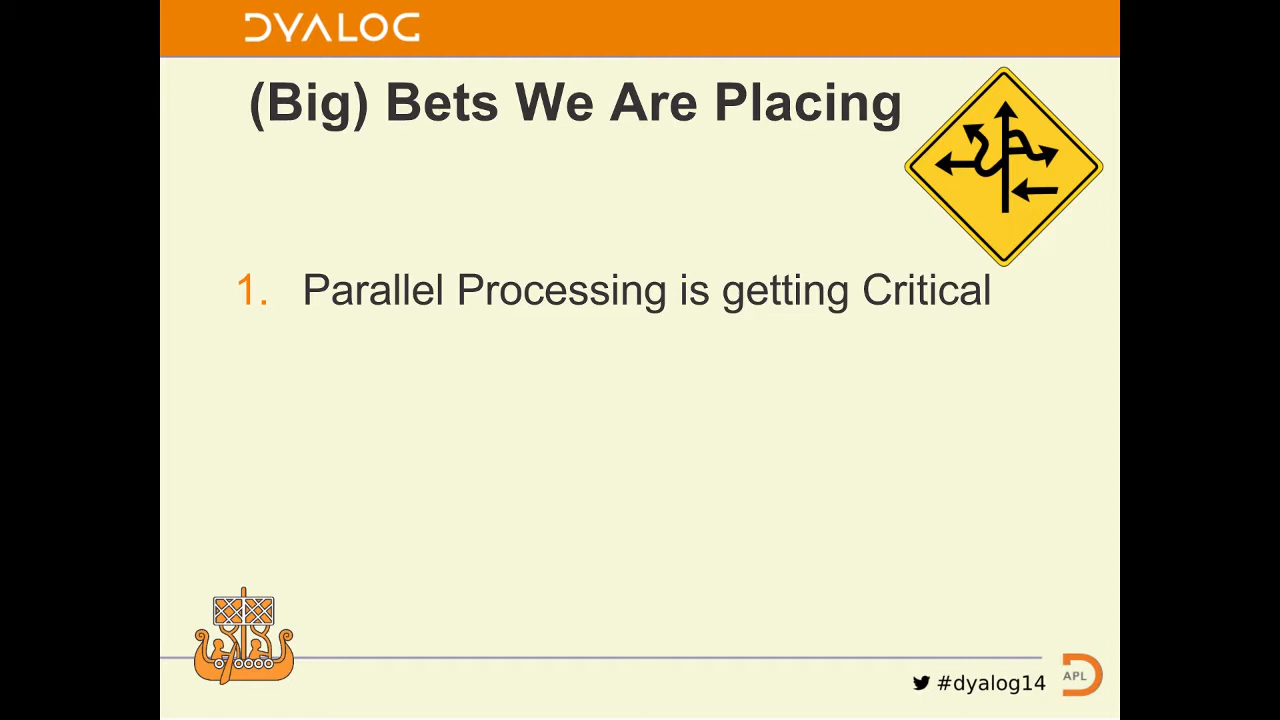 DYALOG
(Big) Bets We Are Placing
1. Parallel Processing is getting Critical
#dyalog14
APL